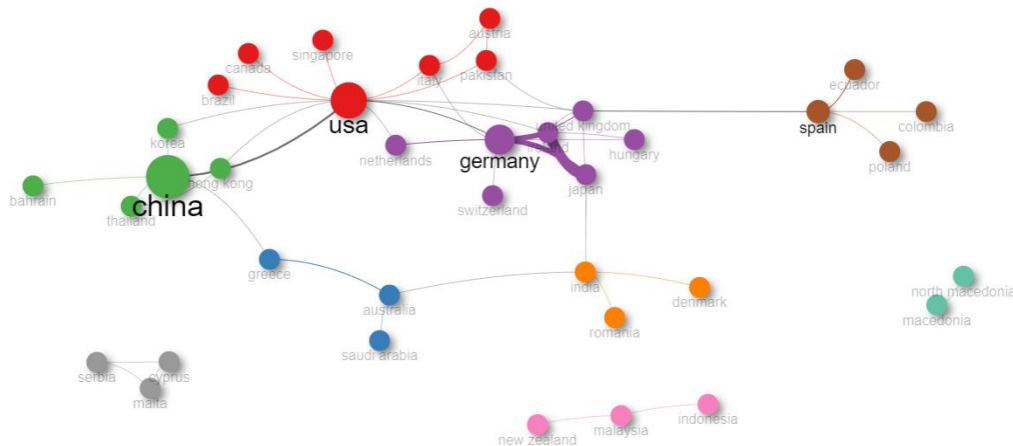 austria
singapore
canada
italy
pakistan
ecuador
brazil
usa
korea
united kingdom
spain
colombia
netherlands
germany
ireland
hungary
poland
hong kong
japan
bahrain
china
thailand
switzerland
greece
india
north macedonia
australia
denmark
macedonia
romania
saudi arabia
serbia
cyprus
malta
indonesia
new zealand
malaysia